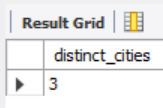 Result Grid
distinct_cities
3